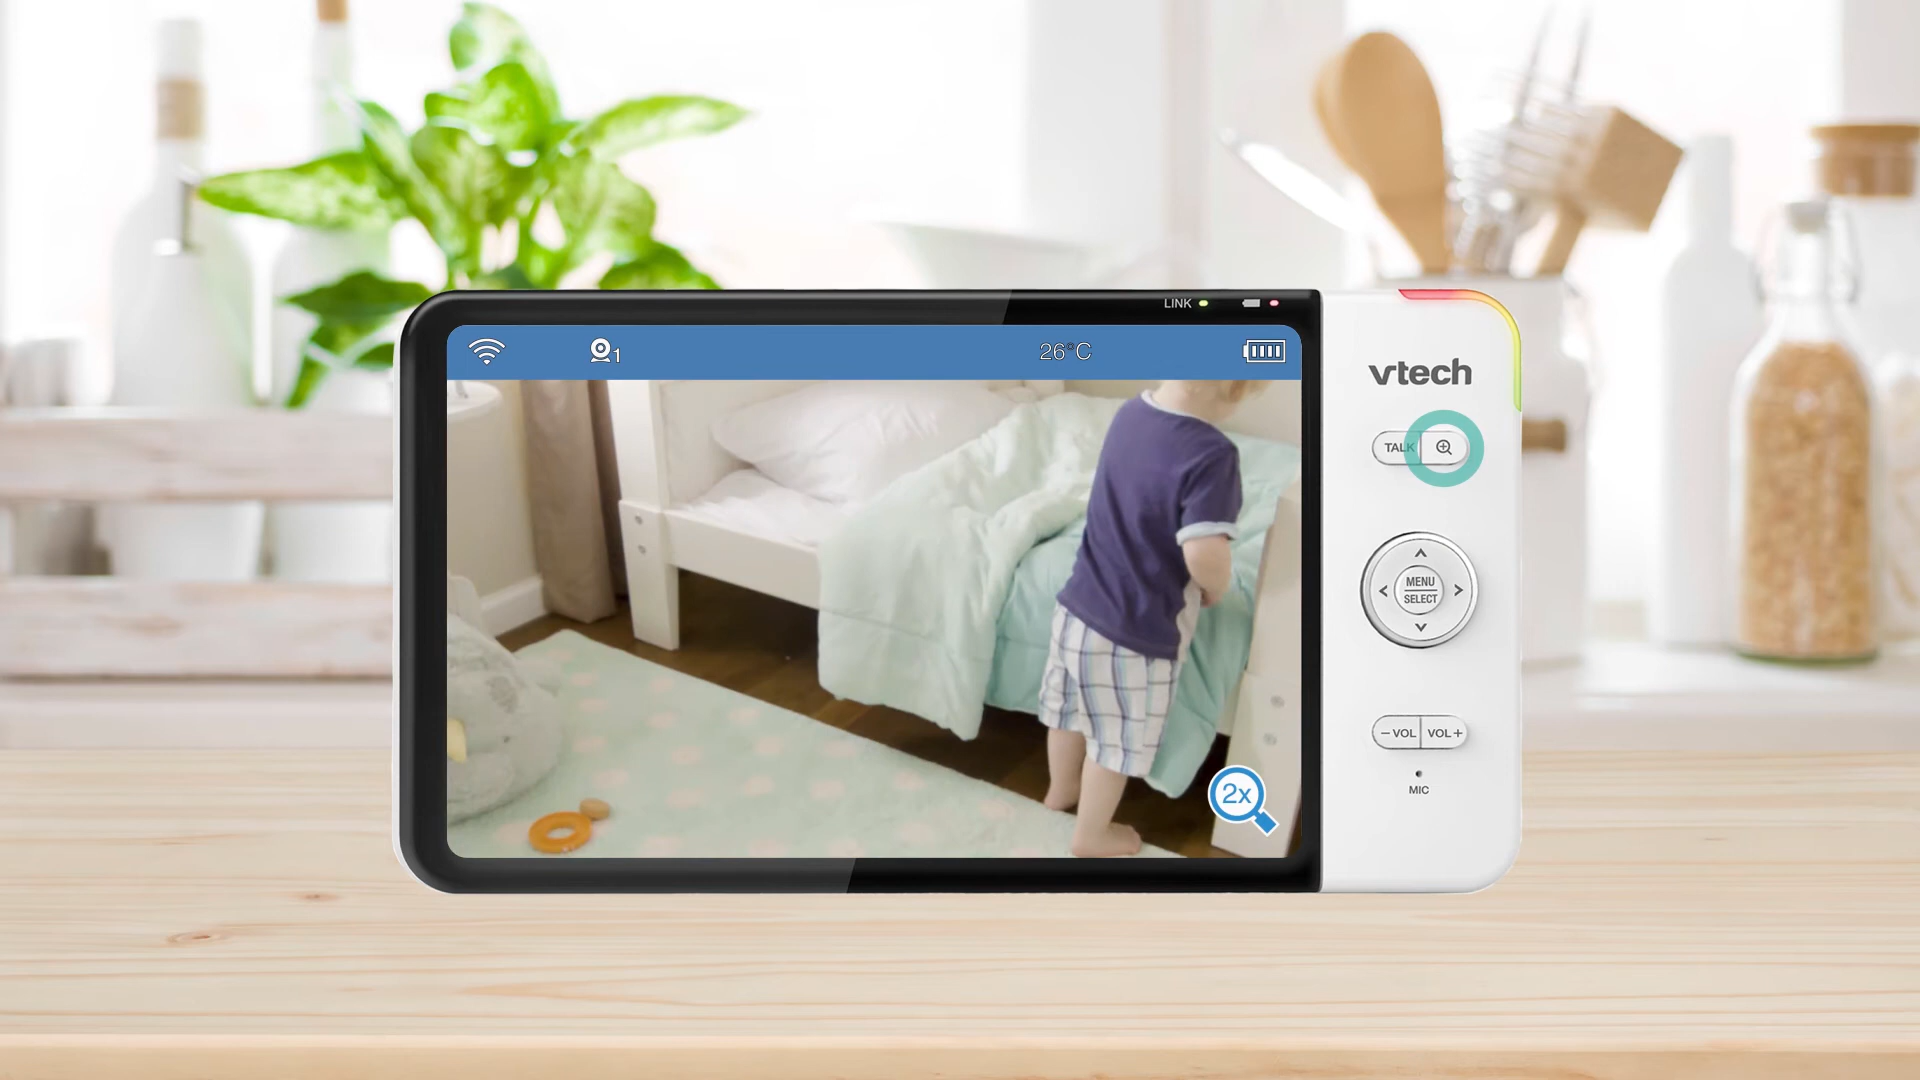 LINK
1
26°C
vtech
TALK
MENU
SELECT
2x
−VOL VOL+
MIC